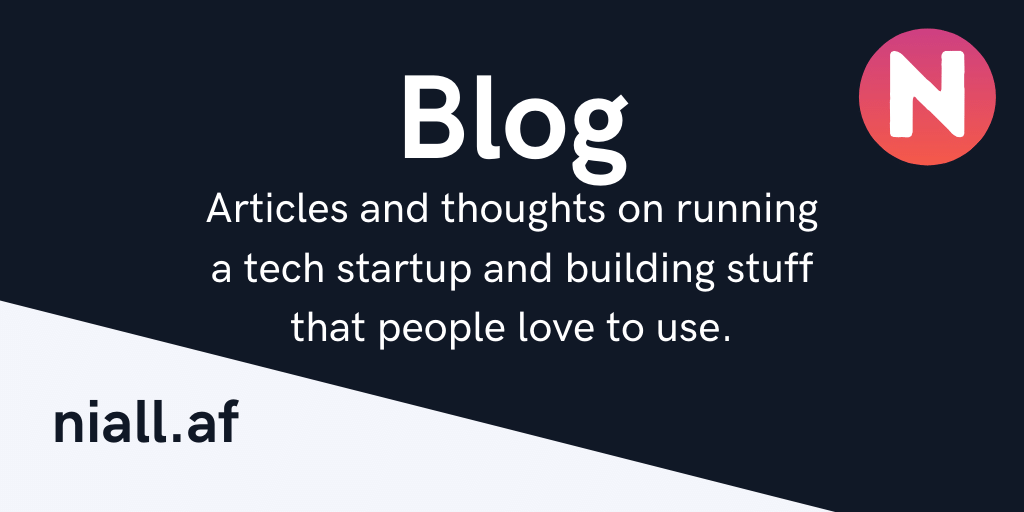 N
Blog
Articles and thoughts on running
a tech startup and building stuff
that people love to use.
niall.af